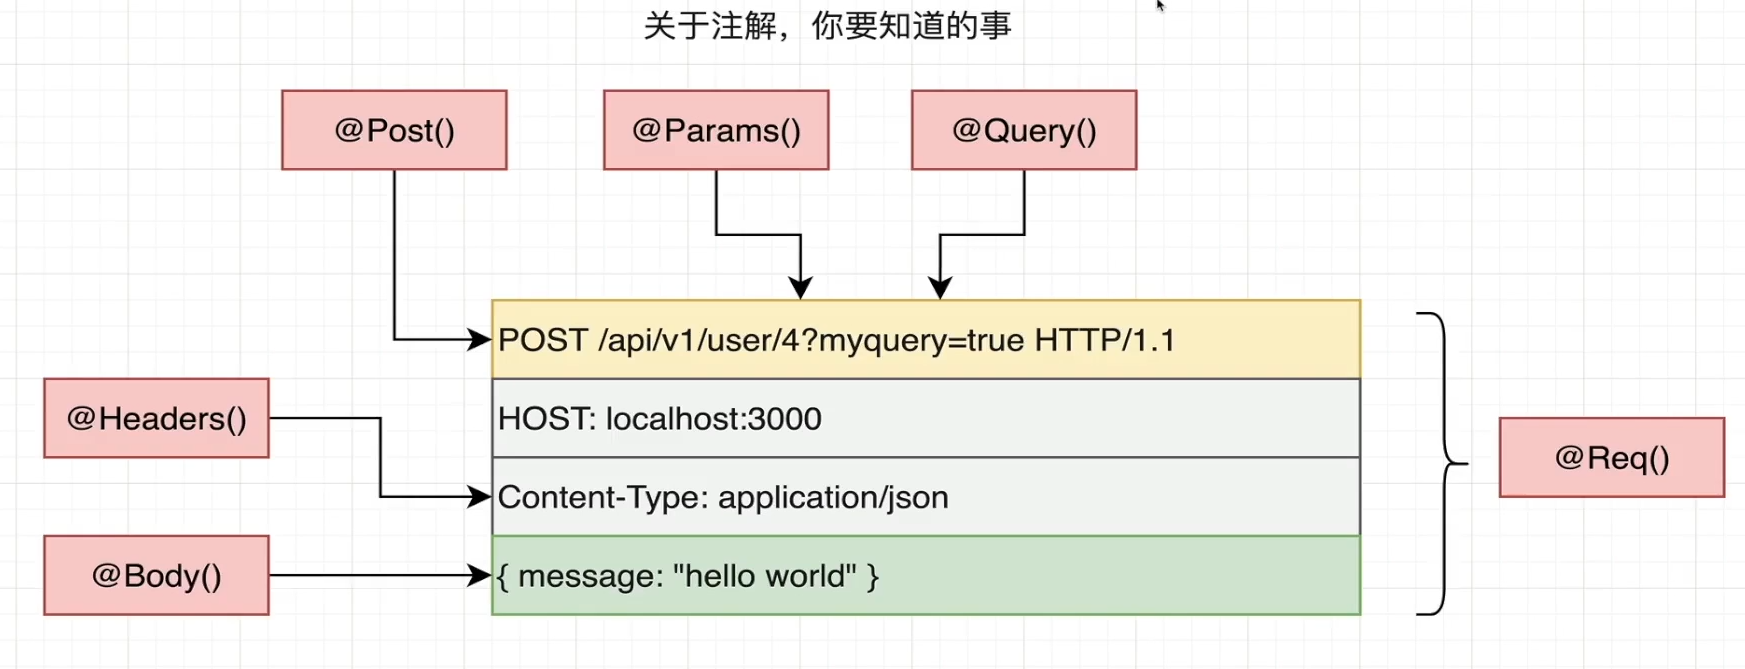 关于注解，你要知道的事
@Post()
@Params()
@Query()
POST /api/v1/user/4?myquery=true HTTP/1.1
@Headers()
HOST: localhost:3000
@Req()
Content-Type: application/json
@Body()
{ message: "hello world" }